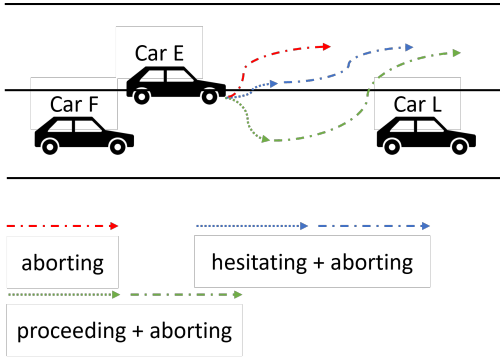 Car E
Car F
Car L
aborting
hesitating + aborting
proceeding + aborting